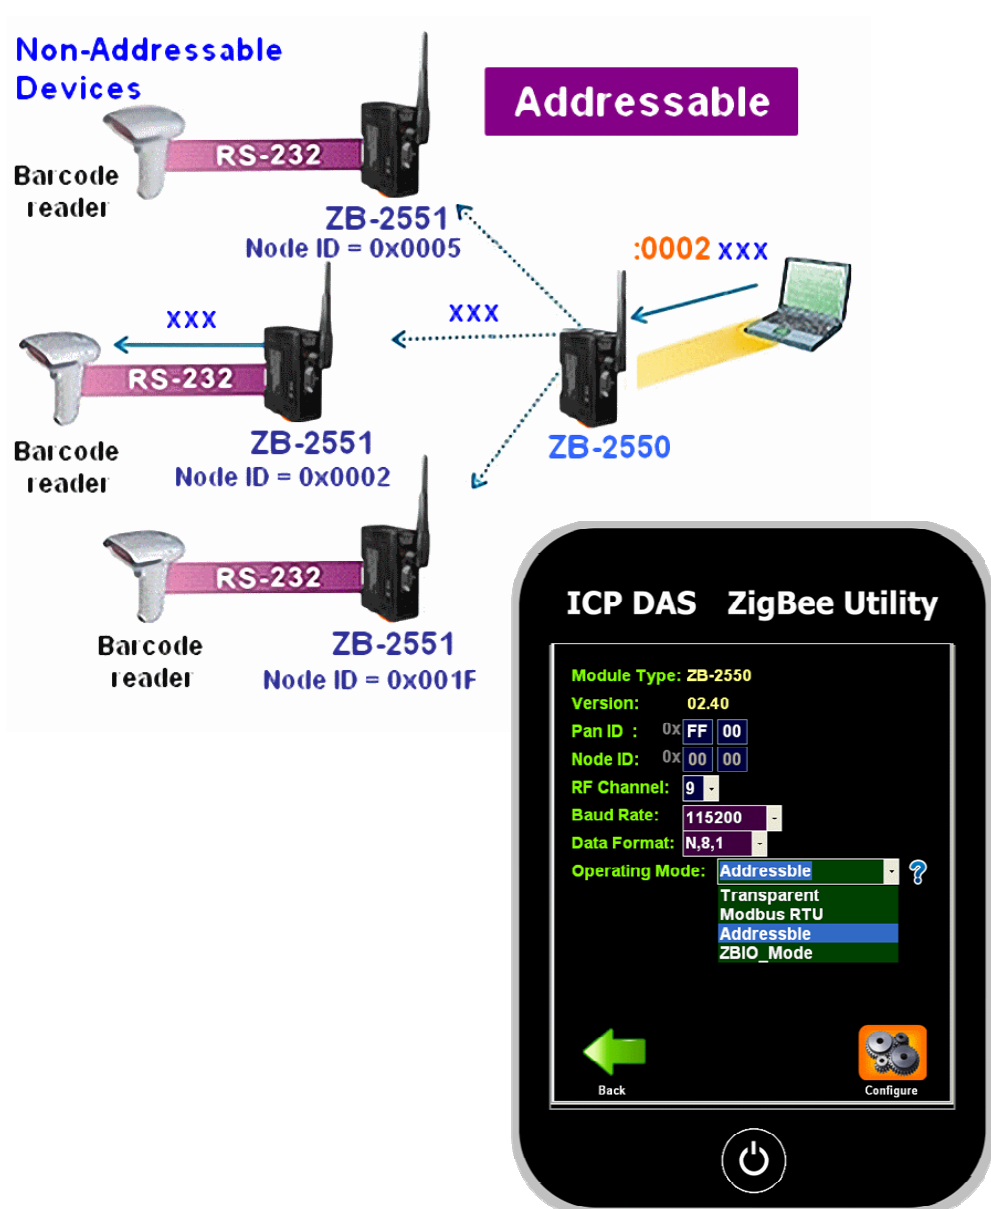 Non-Addressable
Devices
Addressable
RS-232
Barcode
reader
ZB-2551
Node ID = 0x0005
:0002 xxx
xxx
xxx
RS-232
Barcode
reader
ZB-2551
Node ID = 0x0002
ZB-2550
RS-232
Barcode
reader
ZB-2551
Node ID = 0x001F
ICP DAS ZigBee Utility
Module Type: ZB-2550
Version: 02.40
Pan ID : 0x FF 00
Node ID: 0x 00 00
RF Channel: 9
Baud Rate: 115200
Data Format: N,8,1
Operating Mode: Addressble
Transparent
Modbus RTU
Addressble
ZBIO_Mode
Back
Configure